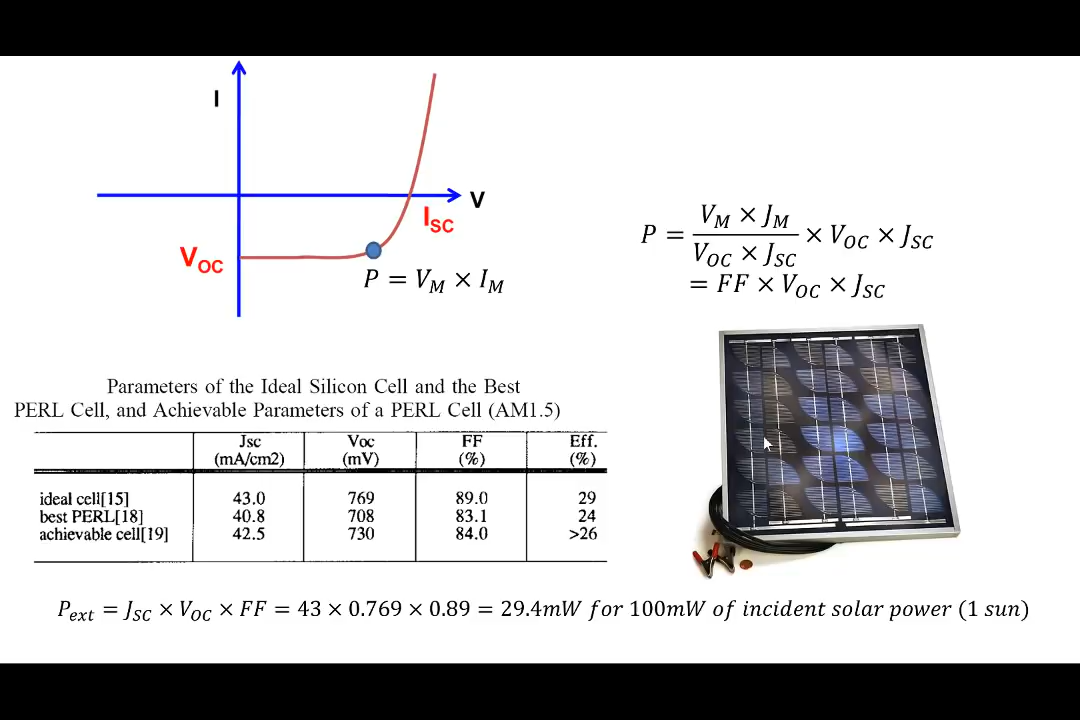 I
V
I_SC
V_OC
P = V_M × I_M
P = (V_M × J_M) / (V_OC × J_SC) × V_OC × J_SC
= FF × V_OC × J_SC
Parameters of the Ideal Silicon Cell and the Best
PERL Cell, and Achievable Parameters of a PERL Cell (AM1.5)
Jsc Voc FF Eff.
(mA/cm2) (mV) (%) (%)
ideal cell[15] 43.0 769 89.0 29
best PERL[18] 40.8 708 83.1 24
achievable cell[19] 42.5 730 84.0 >26
P_ext = J_SC × V_OC × FF = 43 × 0.769 × 0.89 = 29.4mW for 100mW of incident solar power (1 sun)